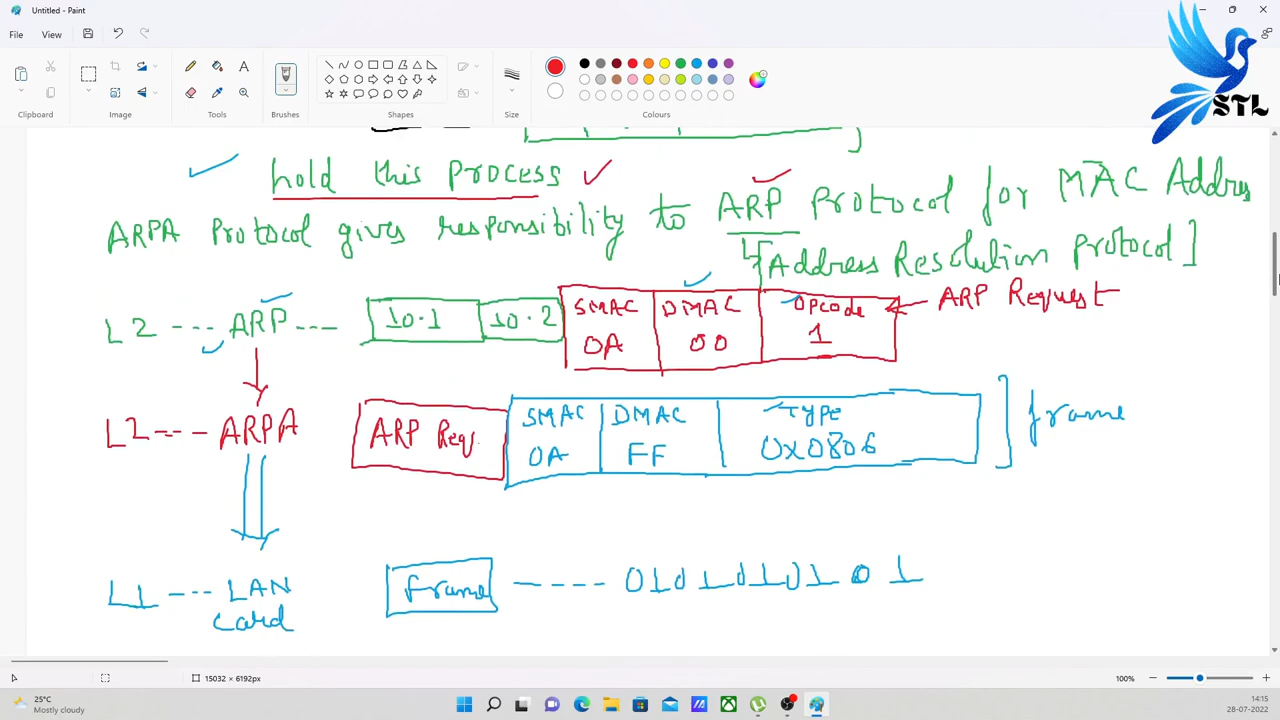 Untitled - Paint
File View
Clipboard Image Tools Brushes Shapes Size Colours
STL
hold this process
ARPA Protocol gives responsibility to ARP Protocol for MAC Address
[Address Resolution Protocol]
L2 --- ARP --- 10.1 10.2 SMAC 0A DMAC 00 Opcode 1 ARP Request
L2 --- ARPA ARP Req. SMAC 0A DMAC FF Type 0x0806 ] frame
L1 --- LAN Card frame ---- 0101010101
15032 × 6192px
100%
25°C
Mostly cloudy
14:15
28-07-2022